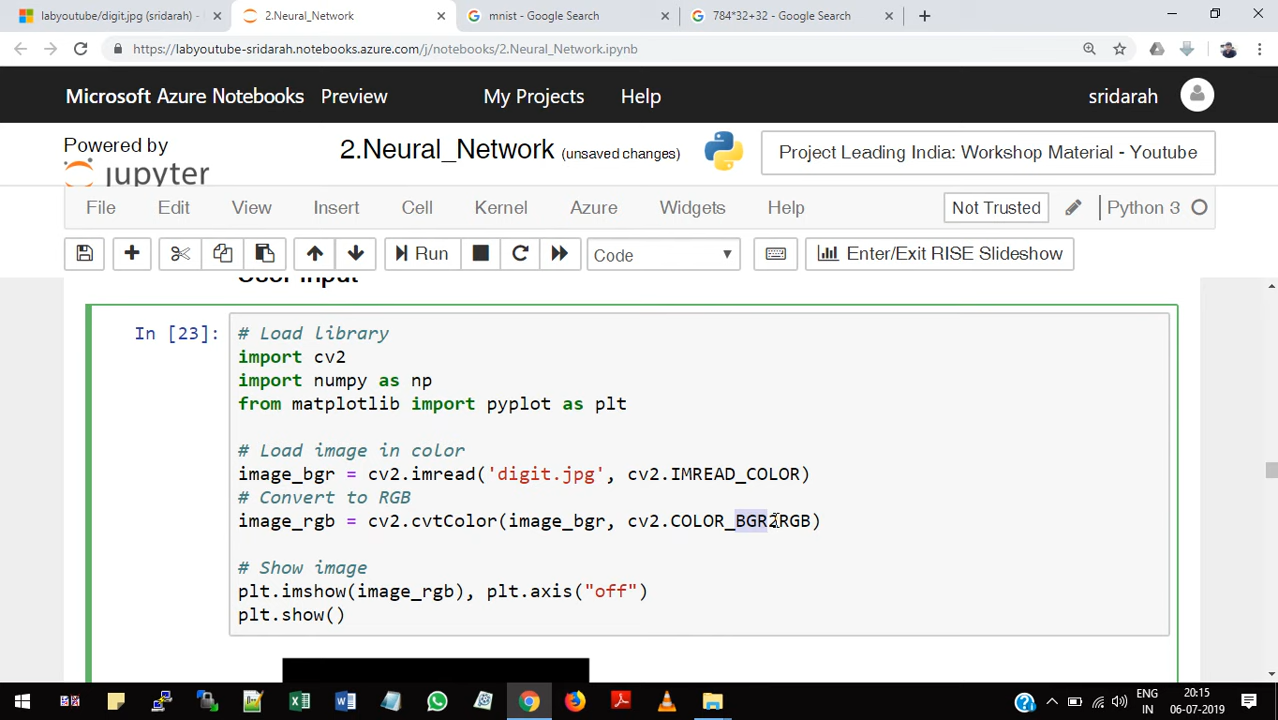 labyoutube/digit.jpg (sridarah) -
2.Neural_Network
mnist - Google Search
784*32+32 - Google Search
https://labyoutube-sridarah.notebooks.azure.com/j/notebooks/2.Neural_Network.ipynb
Microsoft Azure Notebooks Preview My Projects Help sridarah
Powered by
jupyter
2.Neural_Network (unsaved changes)
Project Leading India: Workshop Material - Youtube
File Edit View Insert Cell Kernel Azure Widgets Help Not Trusted Python 3
Run Code Enter/Exit RISE Slideshow
User Input
In [23]:
# Load library
import cv2
import numpy as np
from matplotlib import pyplot as plt
# Load image in color
image_bgr = cv2.imread('digit.jpg', cv2.IMREAD_COLOR)
# Convert to RGB
image_rgb = cv2.cvtColor(image_bgr, cv2.COLOR_BGR2RGB)
# Show image
plt.imshow(image_rgb), plt.axis("off")
plt.show()
ENG
IN
20:15
06-07-2019